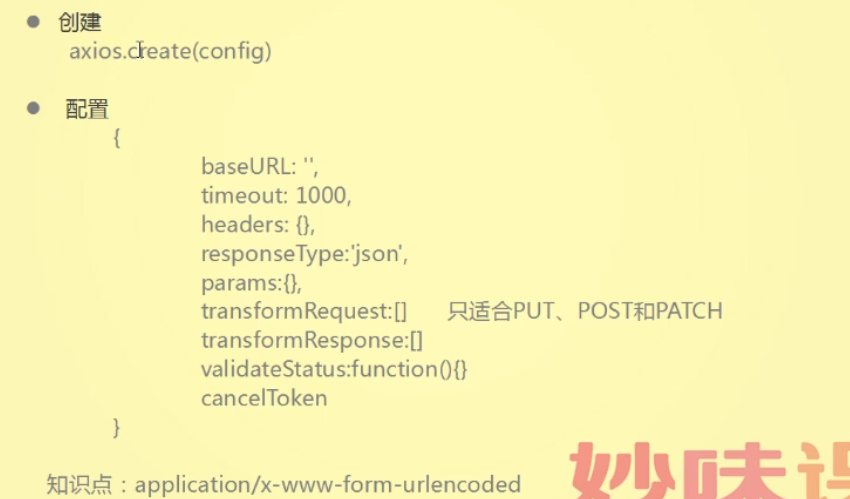 ● 创建
axios.create(config)
● 配置
{
baseURL: '',
timeout: 1000,
headers: {},
responseType:'json',
params:{},
transformRequest:[] 只适合PUT、POST和PATCH
transformResponse:[]
validateStatus:function(){}
cancelToken
}
知识点：application/x-www-form-urlencoded
妙味